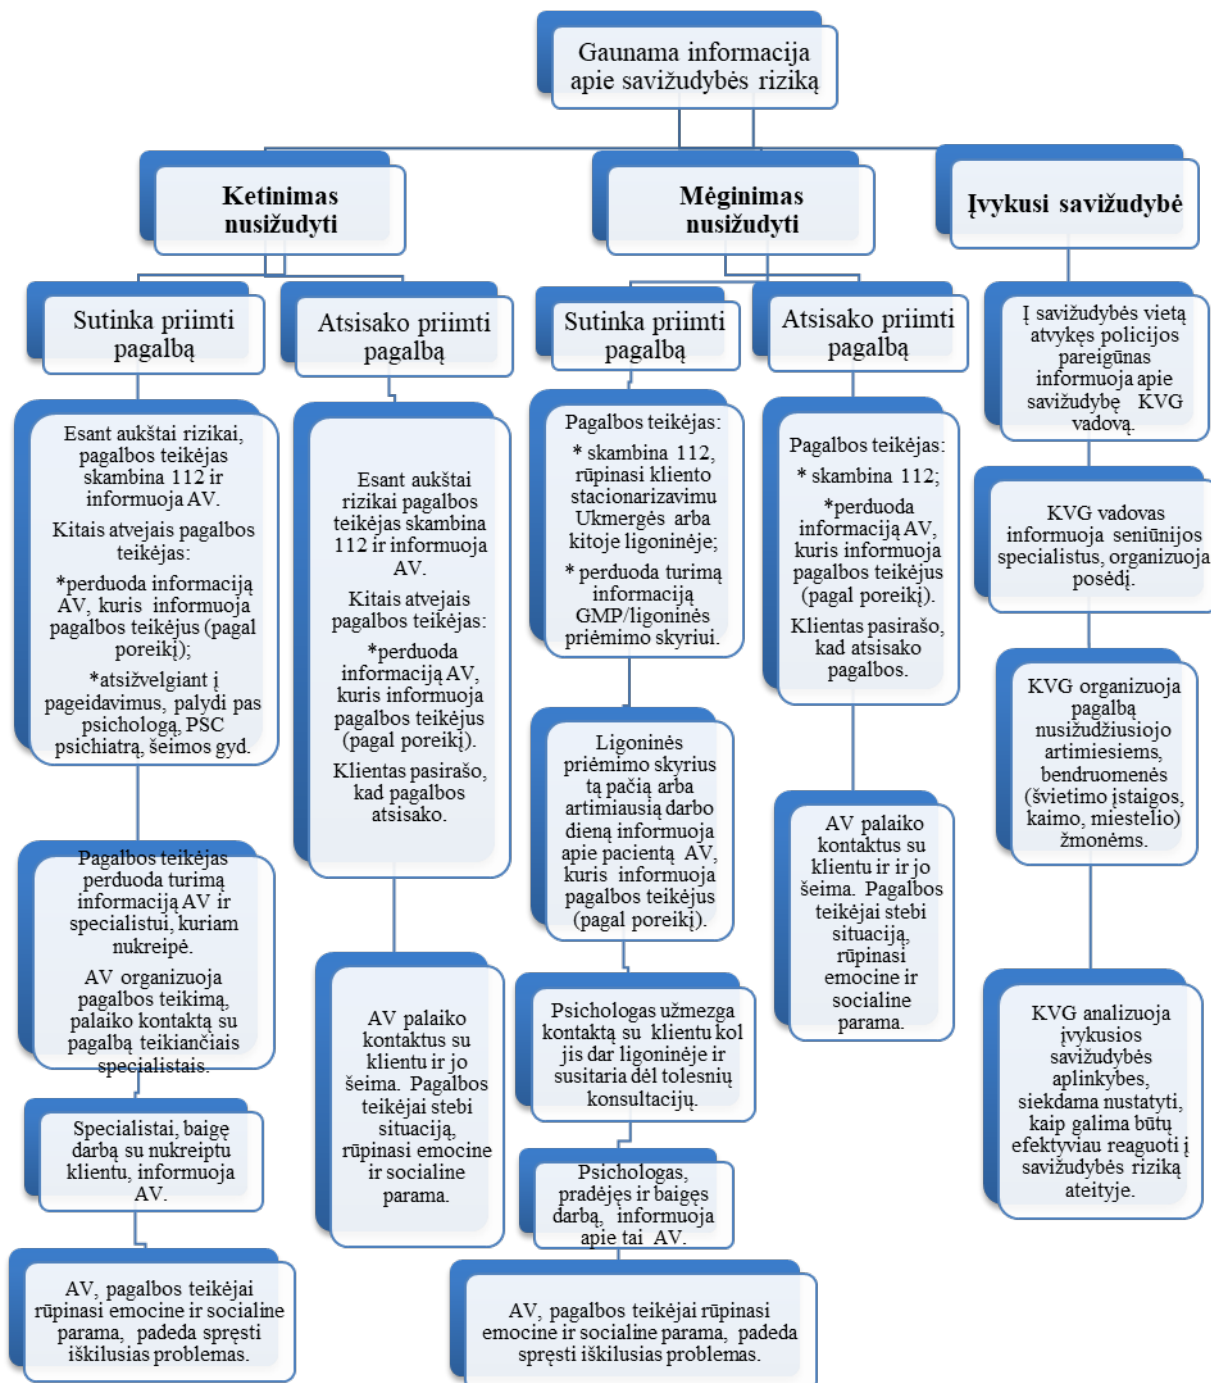 Gaunama informacija
apie savižudybės riziką
Ketinimas
nusižudyti
Mėginimas
nusižudyti
Įvykusi savižudybė
Sutinka priimti
pagalbą
Atsisako priimti
pagalbą
Sutinka priimti
pagalbą
Atsisako priimti
pagalbą
Į savižudybės vietą
atvykęs policijos
pareigūnas
informuoja apie
savižudybę KVG
vadovą.
Esant aukštai rizikai,
pagalbos teikėjas
skambina 112 ir
informuoja AV.
Kitais atvejais pagalbos
teikėjas:
*perduoda informaciją
AV, kuris informuoja
pagalbos teikėjus (pagal
poreikį);
*atsižvelgiant į
pageidavimus, palydi pas
psichologą, PSC
psichiatrą, šeimos gyd.
Esant aukštai
rizikai pagalbos
teikėjas skambina
112 ir informuoja
AV.
Kitais atvejais
pagalbos teikėjas:
*perduoda
informaciją AV,
kuris informuoja
pagalbos teikėjus
(pagal poreikį).
Klientas pasirašo,
kad pagalbos
atsisako.
Pagalbos teikėjas:
* skambina 112,
rūpinasi kliento
stacionarizavimu
Ukmergės arba
kitoje ligoninėje;
* perduoda turimą
informaciją
GMP/ligoninės
priėmimo skyriui.
Pagalbos teikėjas:
* skambina 112;
*perduoda
informaciją AV,
kuris informuoja
pagalbos teikėjus
(pagal poreikį).
Klientas pasirašo,
kad atsisako
pagalbos.
KVG vadovas
informuoja seniūnijos
specialistus, organizuoja
posėdį.
KVG organizuoja
pagalbą
nusižudžiusiojo
artimiesiems,
bendruomenės
(švietimo įstaigos,
kaimo, miestelio)
žmonėms.
Ligoninės
priėmimo skyrius
tą pačią arba
artimiausią darbo
dieną informuoja
apie pacientą AV,
kuris informuoja
pagalbos teikėjus
(pagal poreikį).
AV palaiko
kontaktus su
klientu ir ir jo
šeima. Pagalbos
teikėjai stebi
situaciją,
rūpinasi
emocine ir
socialine
parama.
Pagalbos teikėjas
perduoda turimą
informaciją AV ir
specialistui, kuriam
nukreipė.
AV organizuoja
pagalbos teikimą,
palaiko kontaktą su
pagalbą teikiančiais
specialistais.
AV palaiko
kontaktus su
klientu ir jo
šeima. Pagalbos
teikėjai stebi
situaciją,
rūpinasi emocine
ir socialine
parama.
Psichologas užmezga
kontaktą su klientu kol
jis dar ligoninėje ir
susitaria dėl tolesnių
konsultacijų.
KVG analizuoja
įvykusios
savižudybės
aplinkybes,
siekdama nustatyti,
kaip galima būtų
efektyviau reaguoti į
savižudybės riziką
ateityje.
Specialistai, baigę
darbą su nukreiptu
klientu, informuoja
AV.
Psichologas,
pradėjęs ir baigęs
darbą, informuoja
apie tai AV.
AV, pagalbos teikėjai
rūpinasi emocine ir socialine
parama, padeda spręsti
iškilusias problemas.
AV, pagalbos teikėjai rūpinasi
emocine ir socialine parama, padeda
spręsti iškilusias problemas.